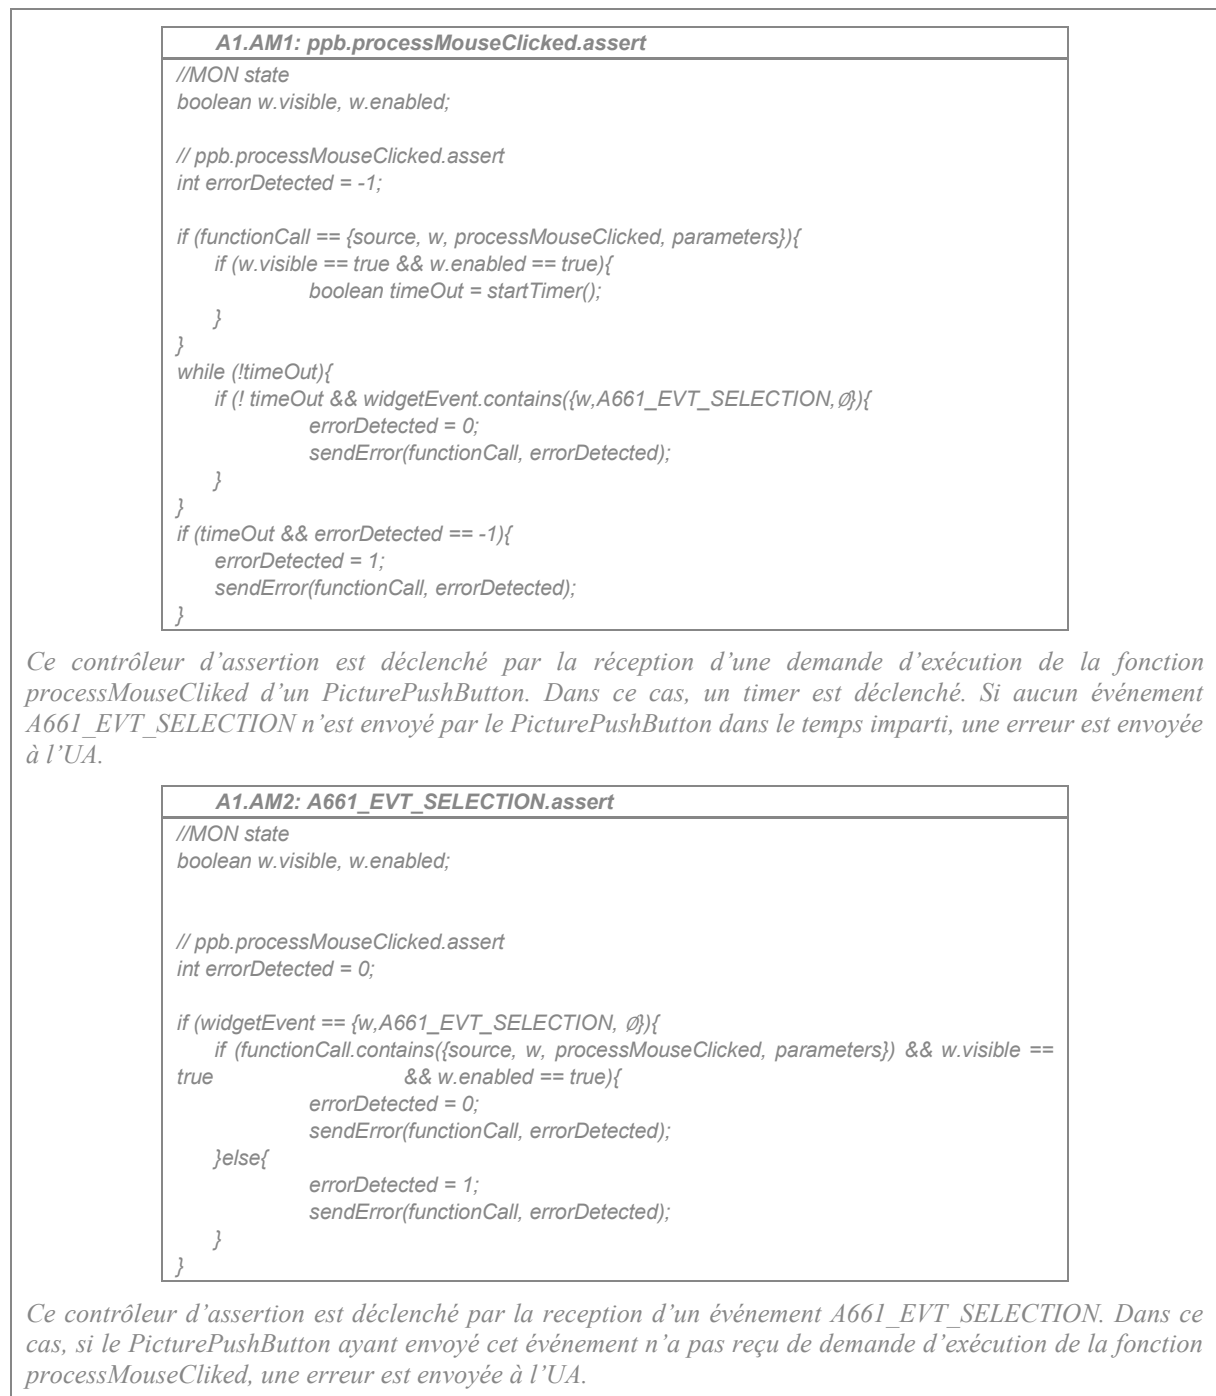 A1.AM1: ppb.processMouseClicked.assert
//MON state
boolean w.visible, w.enabled;
// ppb.processMouseClicked.assert
int errorDetected = -1;
if (functionCall == {source, w, processMouseClicked, parameters}){
if (w.visible == true && w.enabled == true){
boolean timeOut = startTimer();
}
}
while (!timeOut){
if (! timeOut && widgetEvent.contains({w,A661_EVT_SELECTION,∅}){
errorDetected = 0;
sendError(functionCall, errorDetected);
}
}
if (timeOut && errorDetected == -1){
errorDetected = 1;
sendError(functionCall, errorDetected);
}
Ce contrôleur d’assertion est déclenché par la réception d’une demande d’exécution de la fonction
processMouseCliked d’un PicturePushButton. Dans ce cas, un timer est déclenché. Si aucun événement
A661_EVT_SELECTION n’est envoyé par le PicturePushButton dans le temps imparti, une erreur est envoyée
à l’UA.
A1.AM2: A661_EVT_SELECTION.assert
//MON state
boolean w.visible, w.enabled;
// ppb.processMouseClicked.assert
int errorDetected = 0;
if (widgetEvent == {w,A661_EVT_SELECTION, ∅}){
if (functionCall.contains({source, w, processMouseClicked, parameters}) && w.visible ==
true && w.enabled == true){
errorDetected = 0;
sendError(functionCall, errorDetected);
}else{
errorDetected = 1;
sendError(functionCall, errorDetected);
}
}
Ce contrôleur d’assertion est déclenché par la reception d’un événement A661_EVT_SELECTION. Dans ce
cas, si le PicturePushButton ayant envoyé cet événement n’a pas reçu de demande d’exécution de la fonction
processMouseCliked, une erreur est envoyée à l’UA.